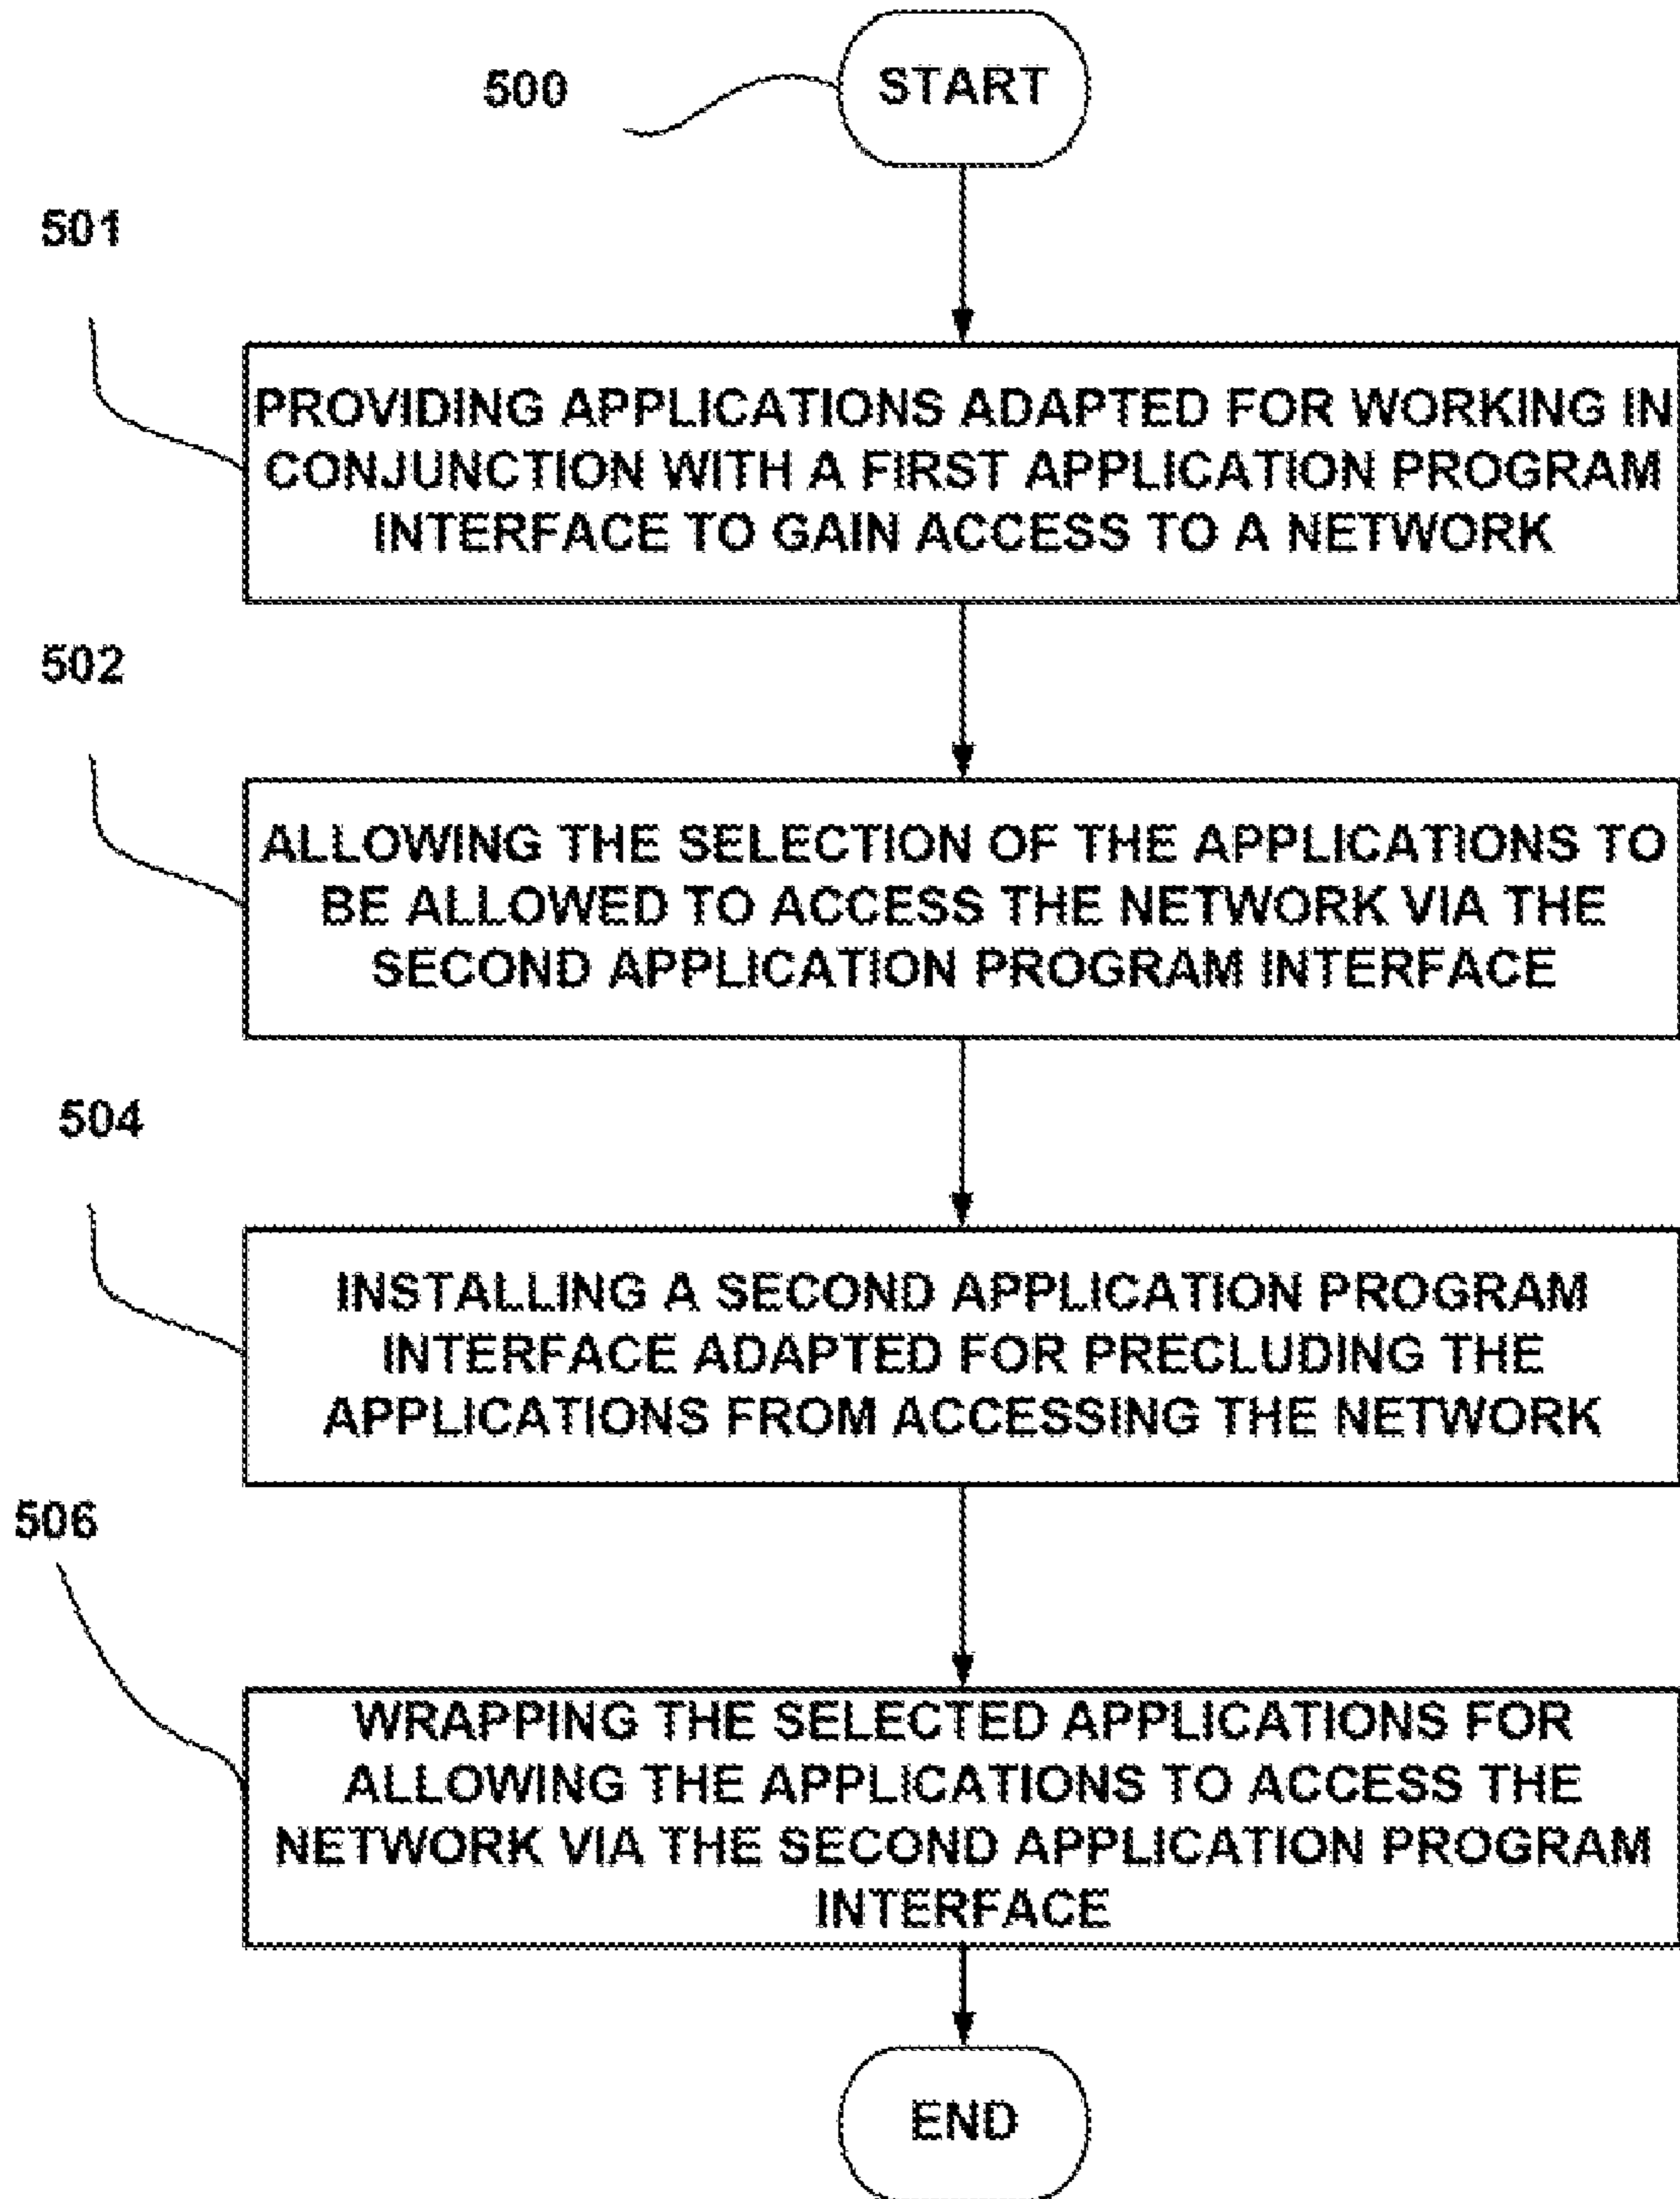 500
START
501
PROVIDING APPLICATIONS ADAPTED FOR WORKING IN
CONJUNCTION WITH A FIRST APPLICATION PROGRAM
INTERFACE TO GAIN ACCESS TO A NETWORK
502
ALLOWING THE SELECTION OF THE APPLICATIONS TO
BE ALLOWED TO ACCESS THE NETWORK VIA THE
SECOND APPLICATION PROGRAM INTERFACE
504
INSTALLING A SECOND APPLICATION PROGRAM
INTERFACE ADAPTED FOR PRECLUDING THE
APPLICATIONS FROM ACCESSING THE NETWORK
506
WRAPPING THE SELECTED APPLICATIONS FOR
ALLOWING THE APPLICATIONS TO ACCESS THE
NETWORK VIA THE SECOND APPLICATION PROGRAM
INTERFACE
END